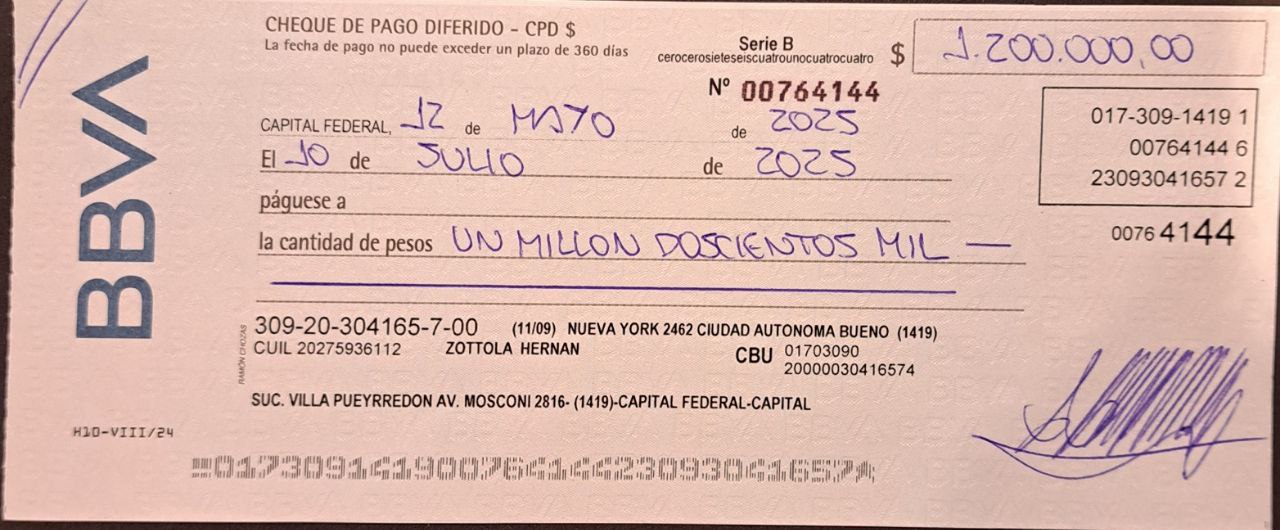 BBVA
CHEQUE DE PAGO DIFERIDO - CPD $
La fecha de pago no puede exceder un plazo de 360 días
Serie B
cerocerosieteseiscuatrounocuatrocuatro
$ 1.200.000,00
Nº 00764144
CAPITAL FEDERAL, 12 de MAYO de 2025
El 10 de JULIO de 2025
017-309-1419 1
00764144 6
23093041657 2
páguese a
0076 4144
la cantidad de pesos UN MILLON DOSCIENTOS MIL —
309-20-304165-7-00 (11/09) NUEVA YORK 2462 CIUDAD AUTONOMA BUENO (1419)
CUIL 20275936112 ZOTTOLA HERNAN CBU 01703090
20000030416574
RAMÓN CHOZAS
SUC. VILLA PUEYRREDON AV. MOSCONI 2816- (1419)-CAPITAL FEDERAL-CAPITAL
H10-VIII/24
01730914190076414423093041657